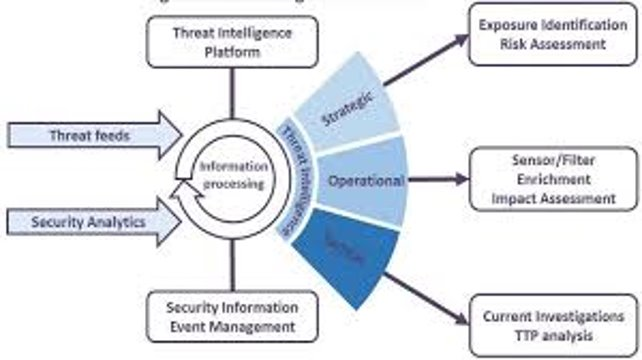 Threat Intelligence
Platform
Exposure Identification
Risk Assessment
Strategic
Threat feeds
Threat Intelligence
Information
processing
Operational
Sensor/Filter
Enrichment
Impact Assessment
Security Analytics
Security Information
Event Management
Current Investigations
TTP analysis